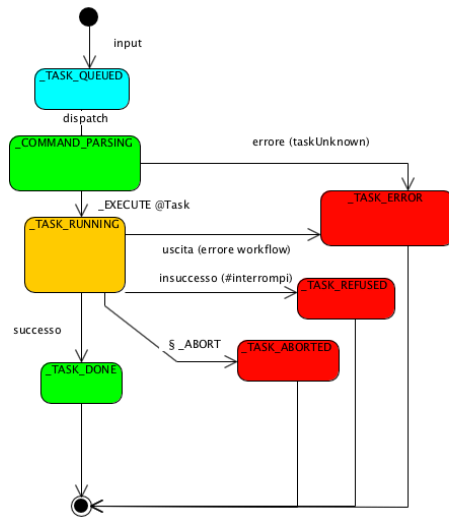 input
_TASK_QUEUED
dispatch
_COMMAND_PARSING
errore (taskUnknown)
_EXECUTE @Task
_TASK_ERROR
_TASK_RUNNING
uscita (errore workflow)
insuccesso (#interrompi)
_TASK_REFUSED
successo
§ _ABORT
_TASK_ABORTED
_TASK_DONE